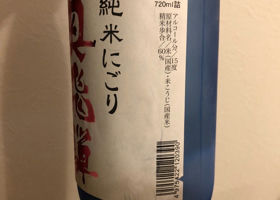 720ml詰
アルコール分/15度
原材料名/米(国産)・米こうじ(国産米)
精米歩合/60%
純米にごり